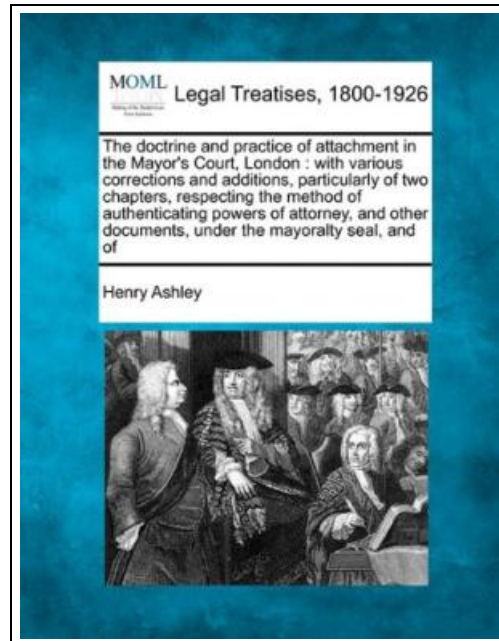 MOML
Legal Treatises, 1800-1926
The doctrine and practice of attachment in
the Mayor's Court, London : with various
corrections and additions, particularly of two
chapters, respecting the method of
authenticating powers of attorney, and other
documents, under the mayoralty seal, and
of
Henry Ashley